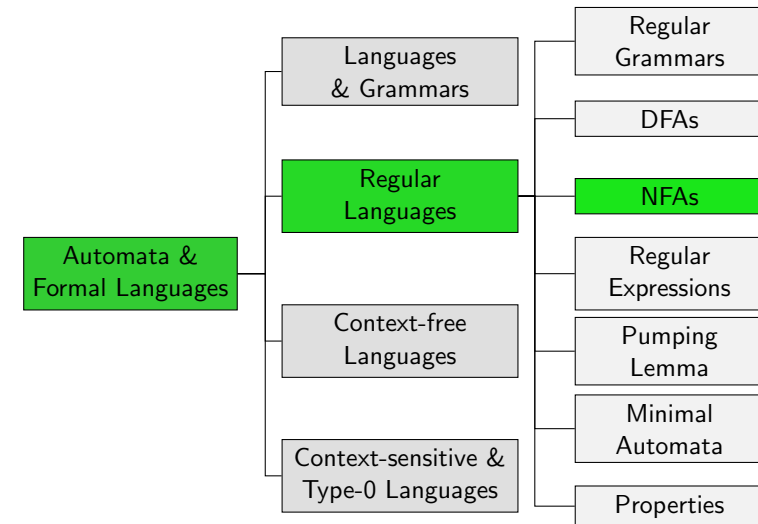 Automata &
Formal Languages
Languages
& Grammars
Regular
Languages
Context-free
Languages
Context-sensitive &
Type-0 Languages
Regular
Grammars
DFAs
NFAs
Regular
Expressions
Pumping
Lemma
Minimal
Automata
Properties